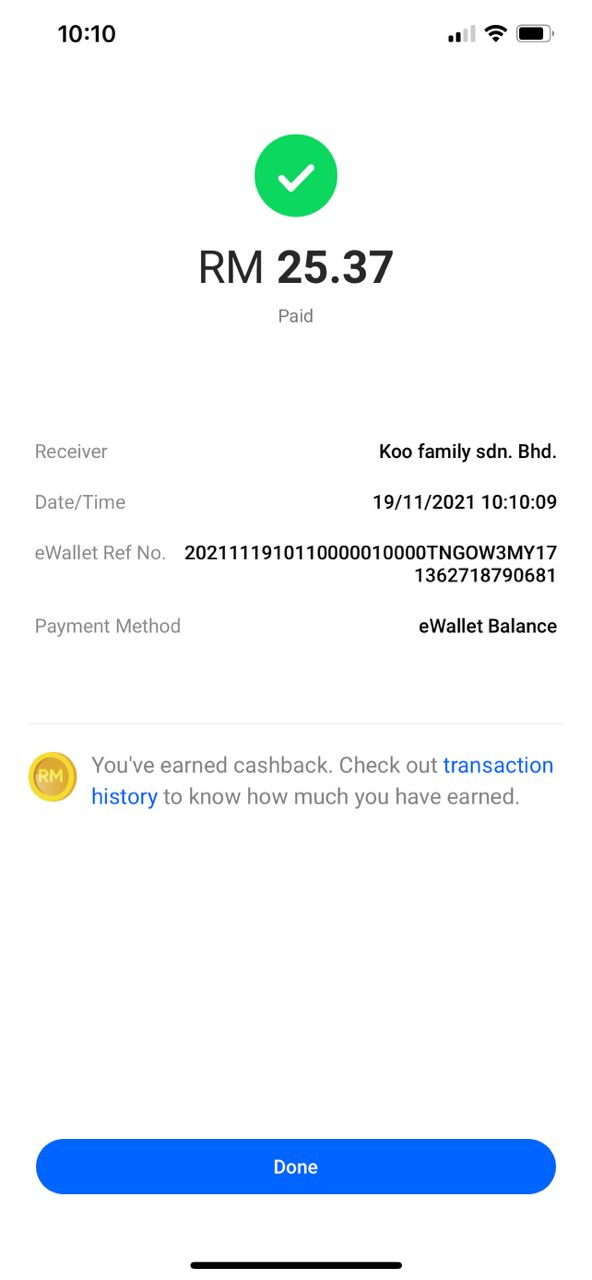 10:10
RM 25.37
Paid
Receiver Koo family sdn. Bhd.
Date/Time 19/11/2021 10:10:09
eWallet Ref No. 2021111910110000010000TNGOW3MY17
1362718790681
Payment Method eWallet Balance
RM You've earned cashback. Check out transaction
history to know how much you have earned.
Done